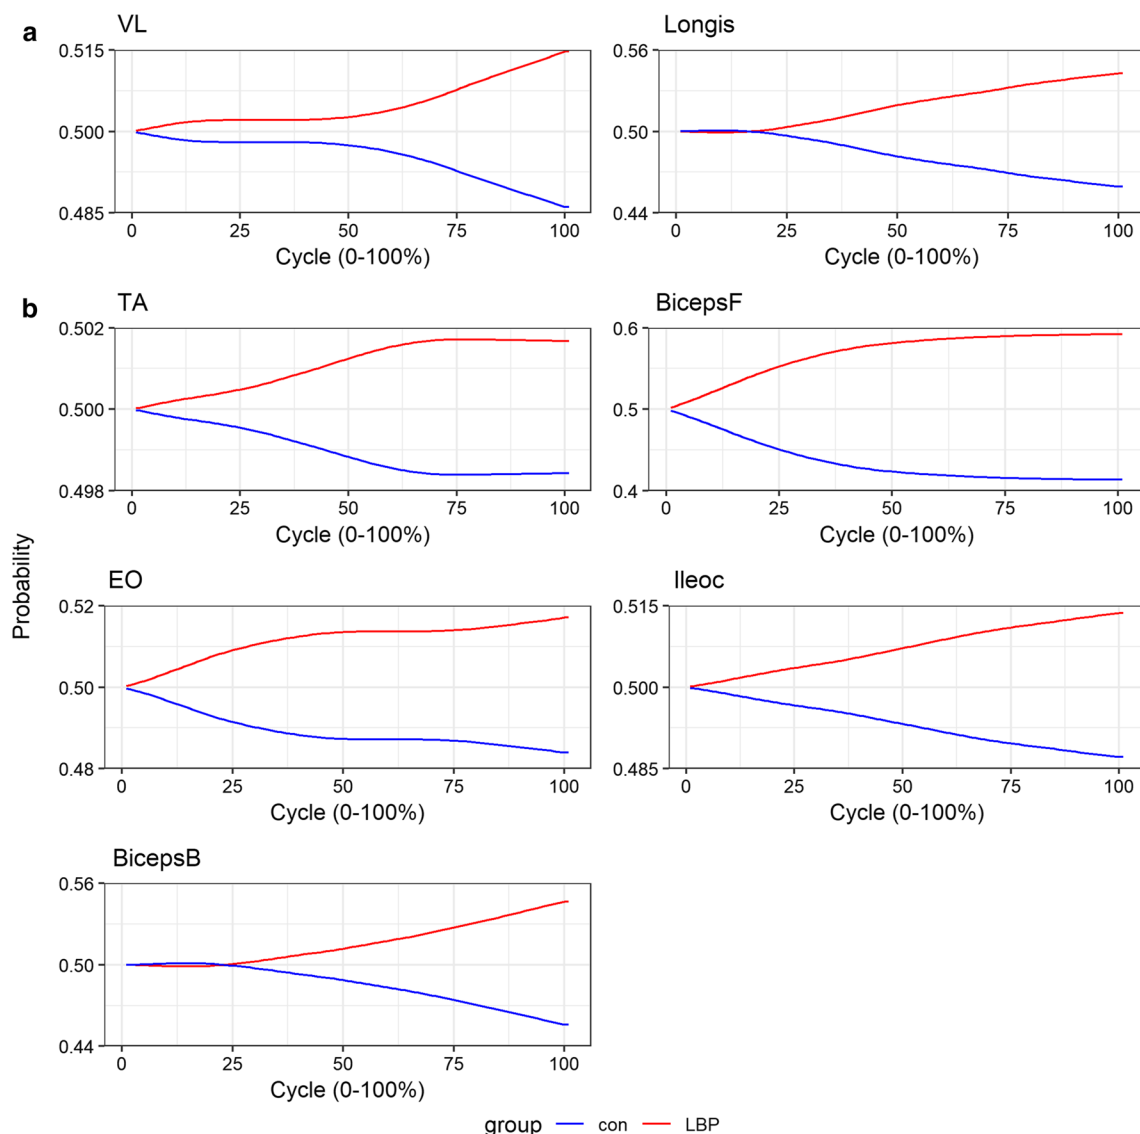 a
VL
0.515
0.500
0.485
0 25 50 75 100
Cycle (0-100%)
Longis
0.56
0.50
0.44
0 25 50 75 100
Cycle (0-100%)
b
TA
0.502
0.500
0.498
0 25 50 75 100
Cycle (0-100%)
BicepsF
0.6
0.5
0.4
0 25 50 75 100
Cycle (0-100%)
Probability
EO
0.52
0.50
0.48
0 25 50 75 100
Cycle (0-100%)
Ileoc
0.515
0.500
0.485
0 25 50 75 100
Cycle (0-100%)
BicepsB
0.56
0.50
0.44
0 25 50 75 100
Cycle (0-100%)
group con LBP